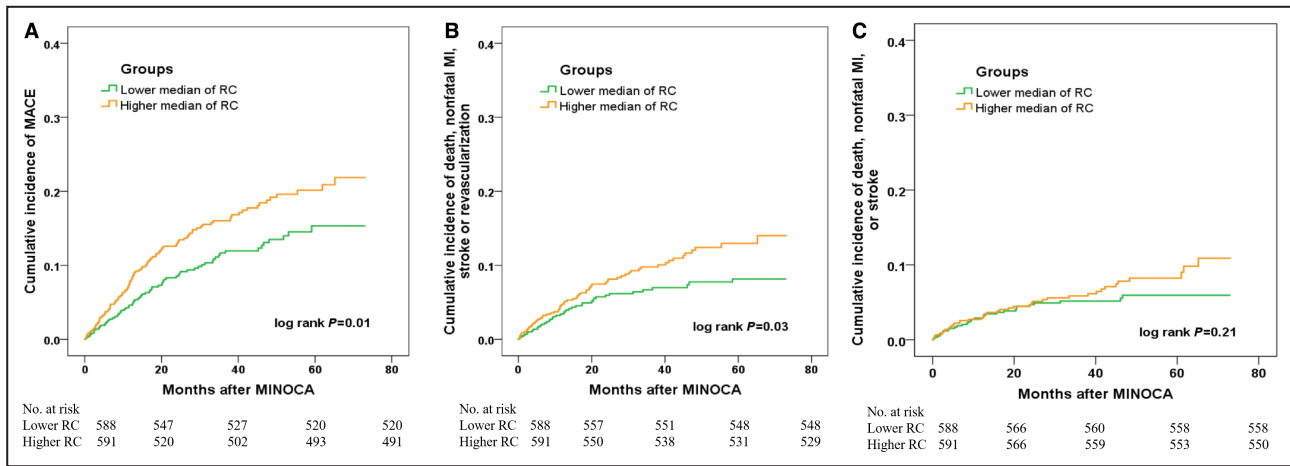 A
Cumulative incidence of MACE
0.4
0.3
0.2
0.1
0.0
Groups
Lower median of RC
Higher median of RC
log rank P=0.01
0 20 40 60 80
Months after MINOCA
No. at risk
Lower RC 588 547 527 520 520
Higher RC 591 520 502 493 491
B
Cumulative incidence of death, nonfatal MI,
stroke or revascularization
0.4
0.3
0.2
0.1
0.0
Groups
Lower median of RC
Higher median of RC
log rank P=0.03
0 20 40 60 80
Months after MINOCA
No. at risk
Lower RC 588 557 551 548 548
Higher RC 591 550 538 531 529
C
Cumulative incidence of death, nonfatal MI,
or stroke
0.4
0.3
0.2
0.1
0.0
Groups
Lower median of RC
Higher median of RC
log rank P=0.21
0 20 40 60 80
Months after MINOCA
No. at risk
Lower RC 588 566 560 558 558
Higher RC 591 566 559 553 550